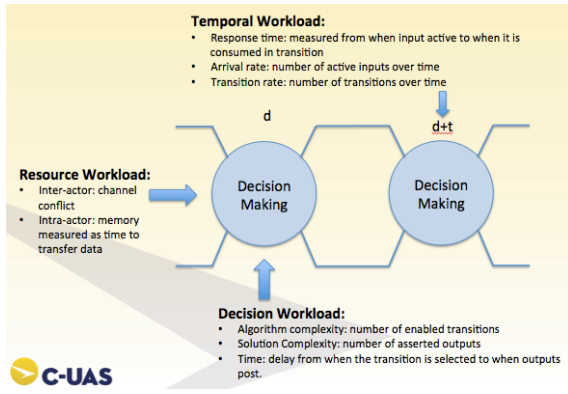 Temporal Workload:
• Response time: measured from when input active to when it is
consumed in transition
• Arrival rate: number of active inputs over time
• Transition rate: number of transitions over time
d
d+t
Resource Workload:
• Inter-actor: channel
conflict
• Intra-actor: memory
measured as time to
transfer data
Decision
Making
Decision
Making
Decision Workload:
• Algorithm complexity: number of enabled transitions
• Solution Complexity: number of asserted outputs
• Time: delay from when the transition is selected to when outputs
post.
C-UAS